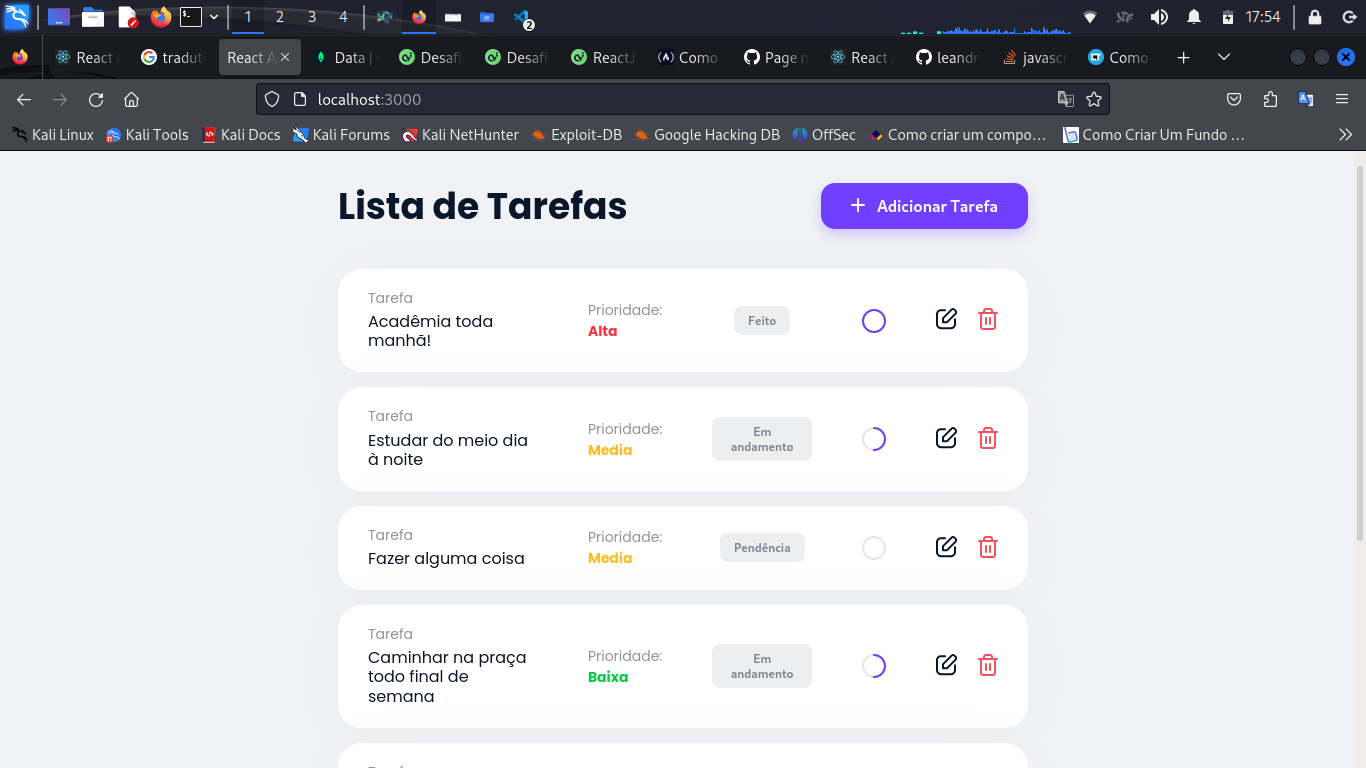 1 2 3 4 2 17:54
React A tradut React A Data | Desafi Desafi ReactJ Como Page n React A leandr javasc Como
localhost:3000
Kali Linux Kali Tools Kali Docs Kali Forums Kali NetHunter Exploit-DB Google Hacking DB OffSec Como criar um compo… Como Criar Um Fundo …
Lista de Tarefas
Adicionar Tarefa
Tarefa
Acadêmia toda
manhã!
Prioridade:
Alta
Feito
Tarefa
Estudar do meio dia
à noite
Prioridade:
Media
Em
andamento
Tarefa
Fazer alguma coisa
Prioridade:
Media
Pendência
Tarefa
Caminhar na praça
todo final de
semana
Prioridade:
Baixa
Em
andamento